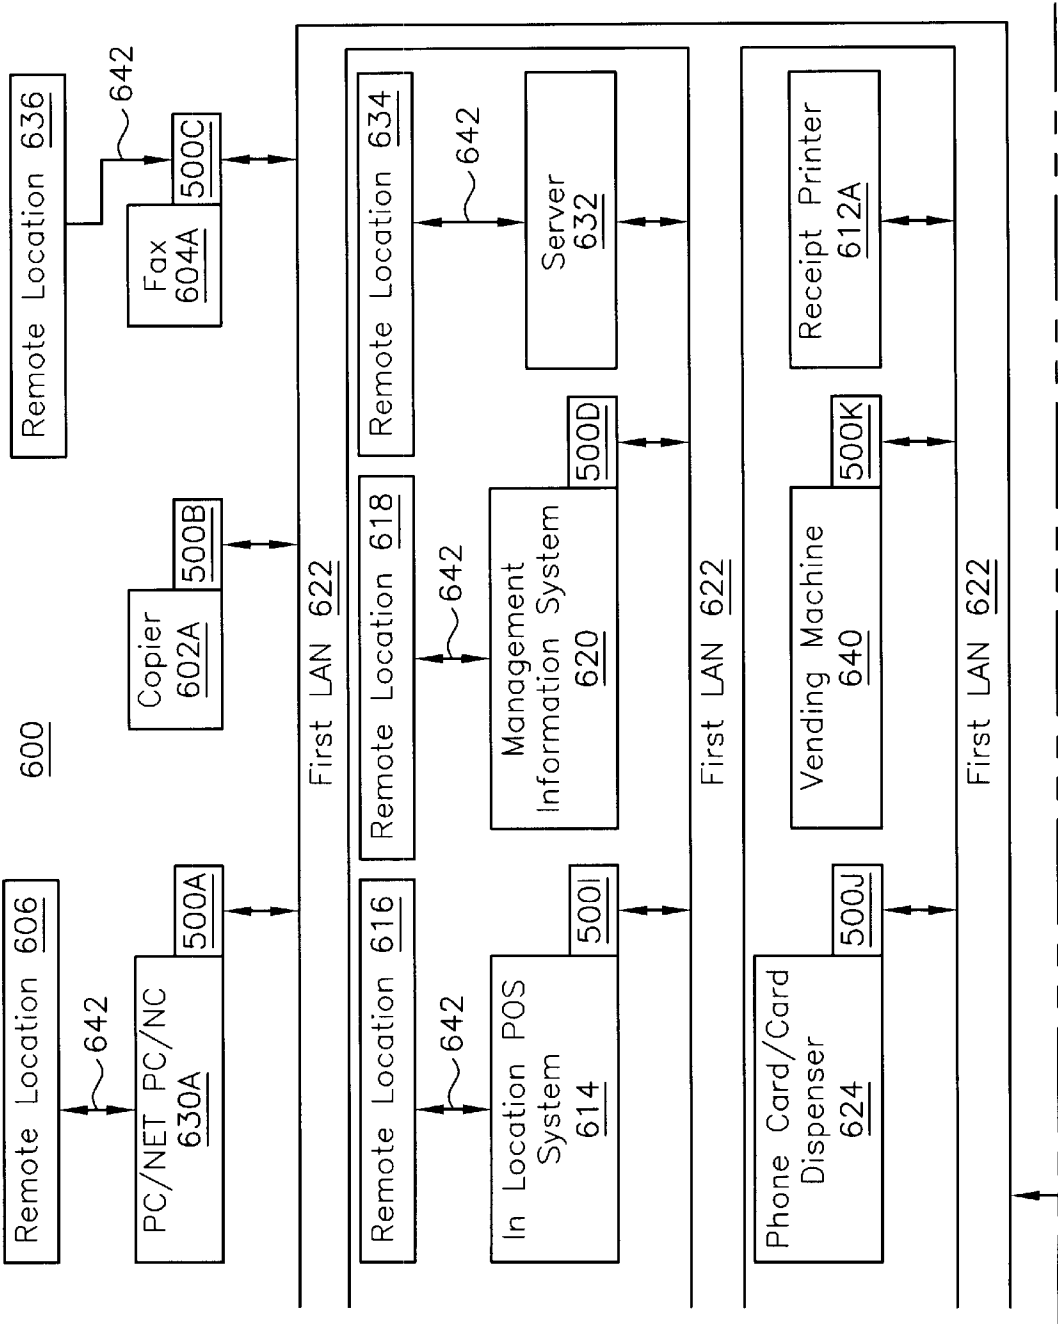 600
Remote Location 606
642
PC/NET PC/NC
630A
500A
Copier
602A
500B
Remote Location 636
642
Fax
604A
500C
First LAN 622
Remote Location 616
642
In Location POS
System
614
500I
Remote Location 618
642
Management
Information System
620
500D
Remote Location 634
642
Server
632
First LAN 622
Phone Card/Card
Dispenser
624
500J
Vending Machine
640
500K
Receipt Printer
612A
First LAN 622